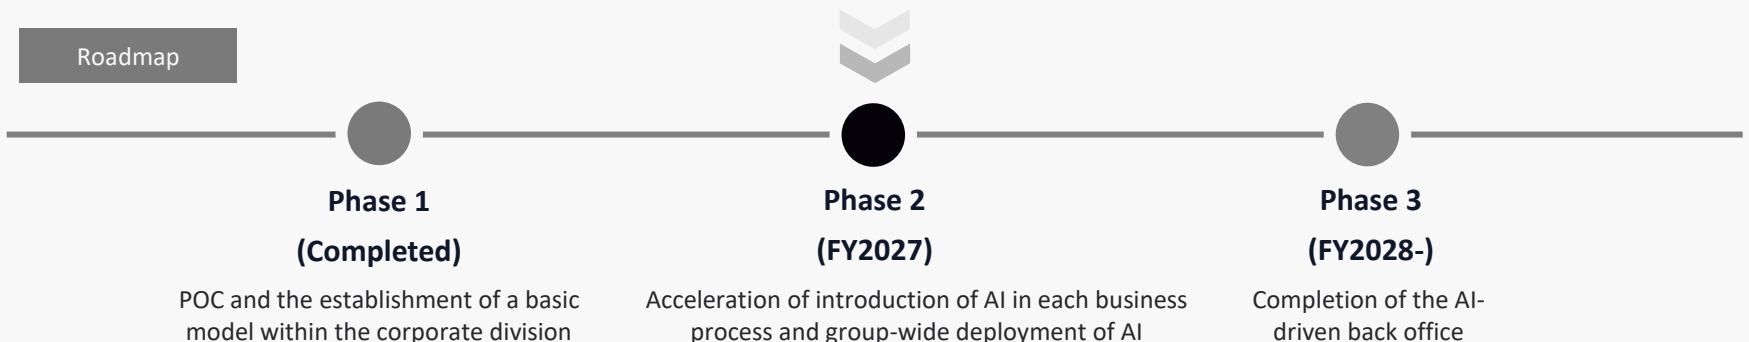 Roadmap
Phase 1
(Completed)
POC and the establishment of a basic
model within the corporate division
Phase 2
(FY2027)
Acceleration of introduction of AI in each business
process and group-wide deployment of AI
Phase 3
(FY2028-)
Completion of the AI-
driven back office